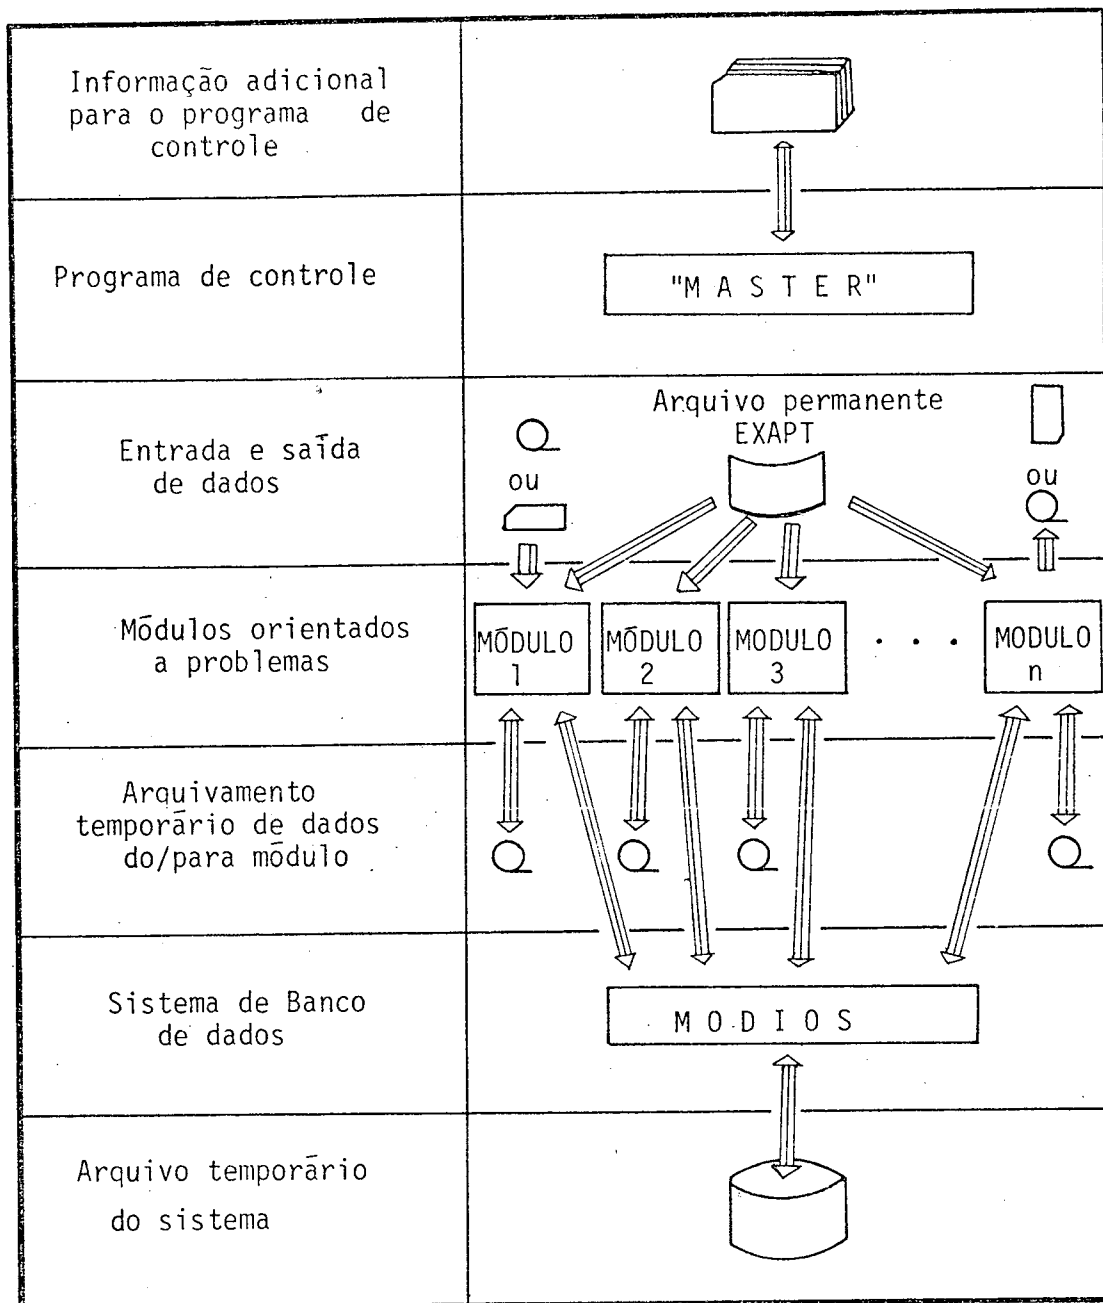 Informação adicional
para o programa de
controle
Programa de controle
"M A S T E R"
Entrada e saída
de dados
ou
Arquivo permanente
EXAPT
ou
Módulos orientados
a problemas
MÓDULO
1
MÓDULO
2
MODULO
3
. . .
MODULO
n
Arquivamento
temporário de dados
do/para módulo
Sistema de Banco
de dados
M O D I O S
Arquivo temporário
do sistema